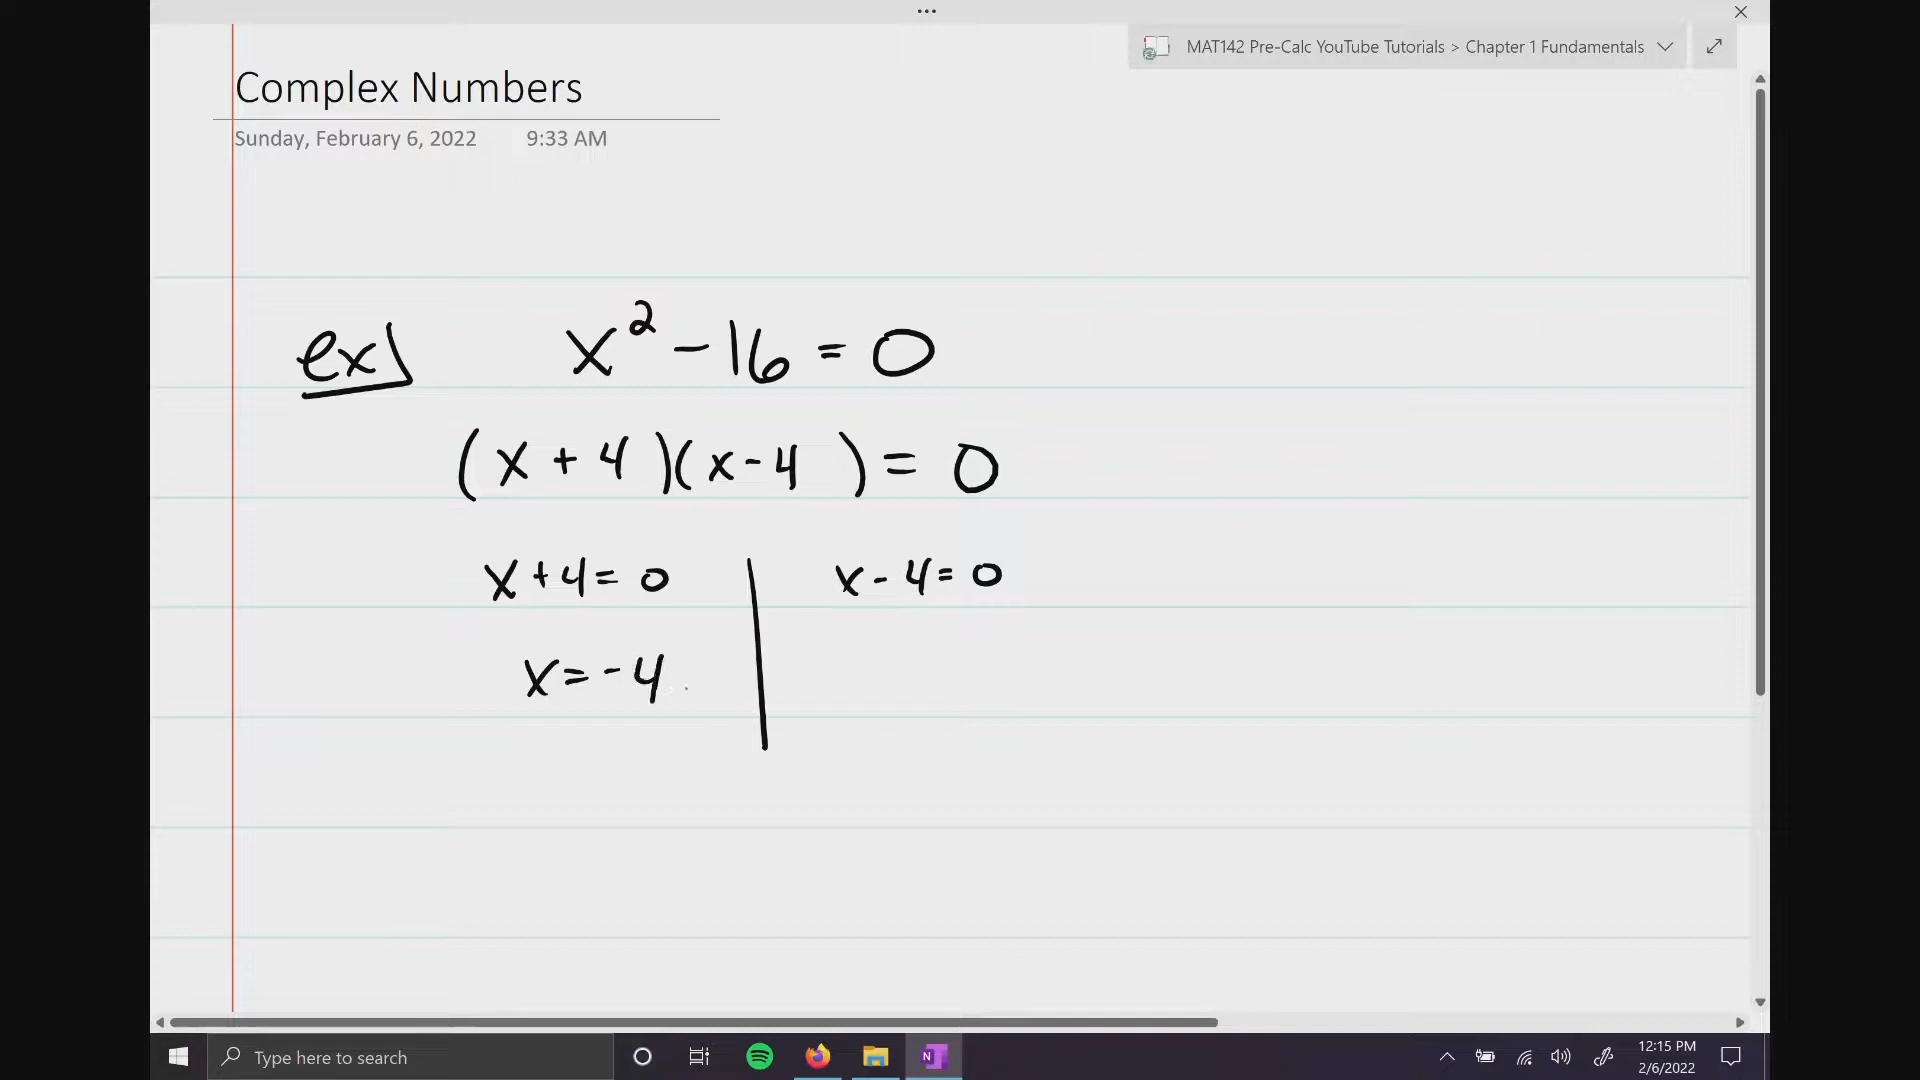 MAT142 Pre-Calc YouTube Tutorials > Chapter 1 Fundamentals
Complex Numbers
Sunday, February 6, 2022 9:33 AM
ex) x² - 16 = 0
(x + 4)(x - 4) = 0
x + 4 = 0 | x - 4 = 0
x = -4
Type here to search
12:15 PM
2/6/2022